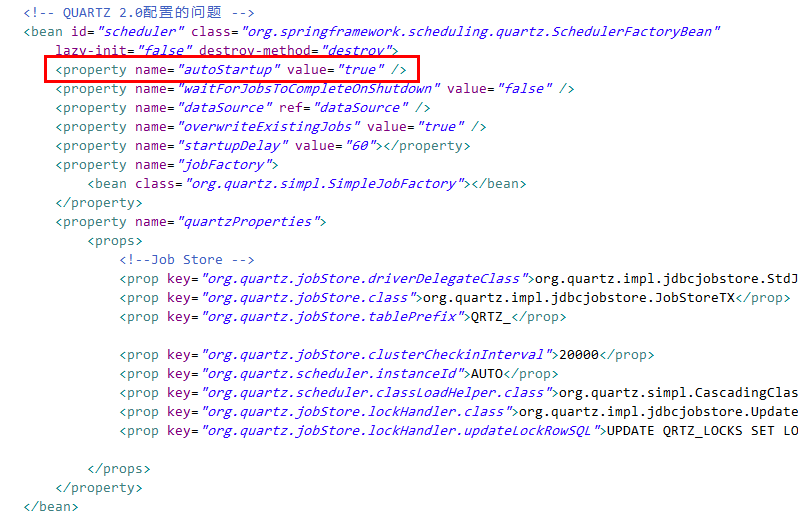 <!-- QUARTZ 2.0配置的问题 -->
<bean id="scheduler" class="org.springframework.scheduling.quartz.SchedulerFactoryBean"
lazy-init="false" destroy-method="destroy">
<property name="autoStartup" value="true" />
<property name="waitForJobsToCompleteOnShutdown" value="false" />
<property name="dataSource" ref="dataSource" />
<property name="overwriteExistingJobs" value="true" />
<property name="startupDelay" value="60"></property>
<property name="jobFactory">
<bean class="org.quartz.simpl.SimpleJobFactory"></bean>
</property>
<property name="quartzProperties">
<props>
<!--Job Store -->
<prop key="org.quartz.jobStore.driverDelegateClass">org.quartz.impl.jdbcjobstore.StdJ
<prop key="org.quartz.jobStore.class">org.quartz.impl.jdbcjobstore.JobStoreTX</prop>
<prop key="org.quartz.jobStore.tablePrefix">QRTZ_</prop>
<prop key="org.quartz.jobStore.clusterCheckinInterval">20000</prop>
<prop key="org.quartz.scheduler.instanceId">AUTO</prop>
<prop key="org.quartz.scheduler.classLoadHelper.class">org.quartz.simpl.CascadingClas
<prop key="org.quartz.jobStore.lockHandler.class">org.quartz.impl.jdbcjobstore.Update
<prop key="org.quartz.jobStore.lockHandler.updateLockRowSQL">UPDATE QRTZ_LOCKS SET LO
</props>
</property>
</bean>